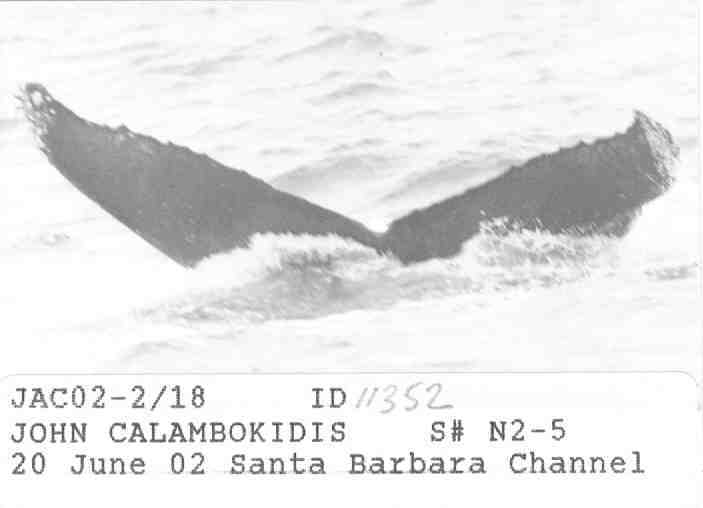 JAC02-2/18 ID 11352
JOHN CALAMBOKIDIS S# N2-5
20 June 02 Santa Barbara Channel